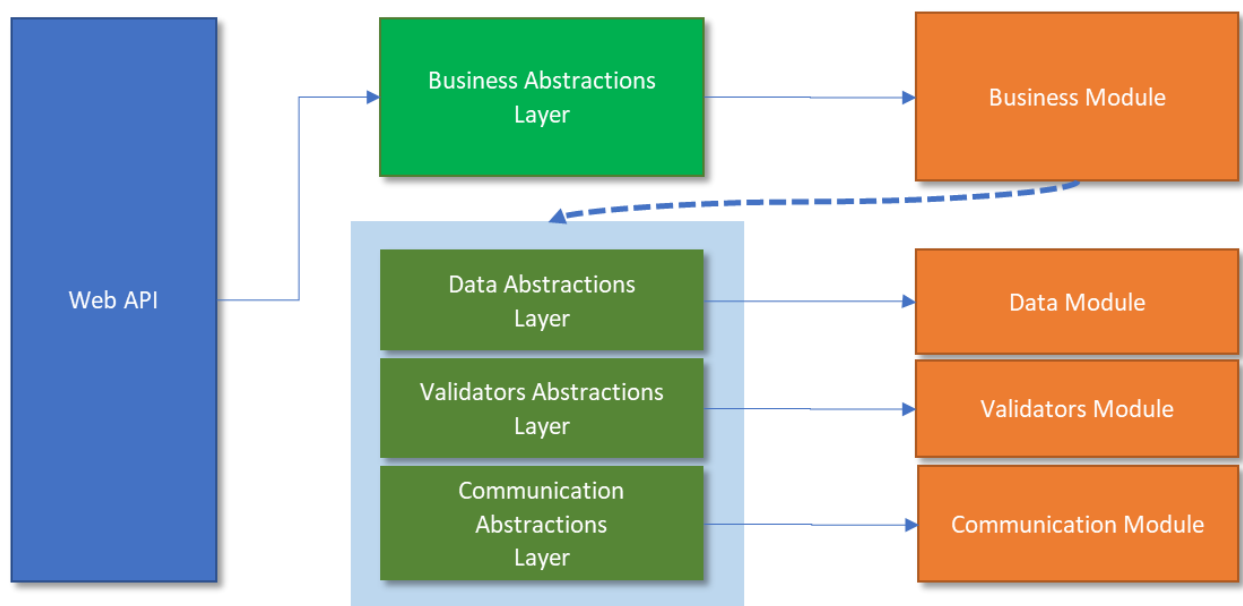 Web API
Business Abstractions
Layer
Business Module
Data Abstractions
Layer
Data Module
Validators Abstractions
Layer
Validators Module
Communication
Abstractions
Layer
Communication Module